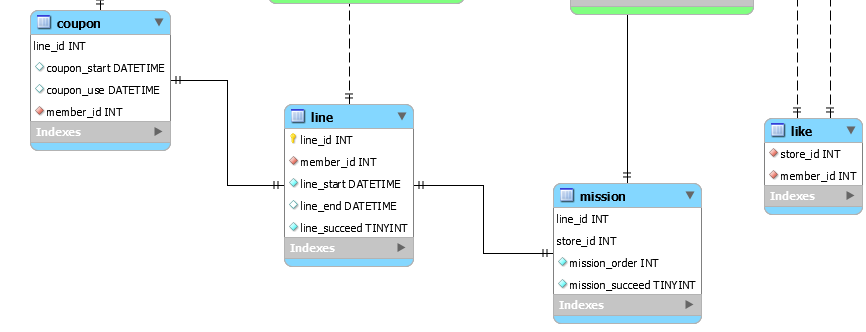 coupon
line_id INT
coupon_start DATETIME
coupon_use DATETIME
member_id INT
Indexes
line
line_id INT
member_id INT
line_start DATETIME
line_end DATETIME
line_succeed TINYINT
Indexes
mission
line_id INT
store_id INT
mission_order INT
mission_succeed TINYINT
Indexes
like
store_id INT
member_id INT
Indexes